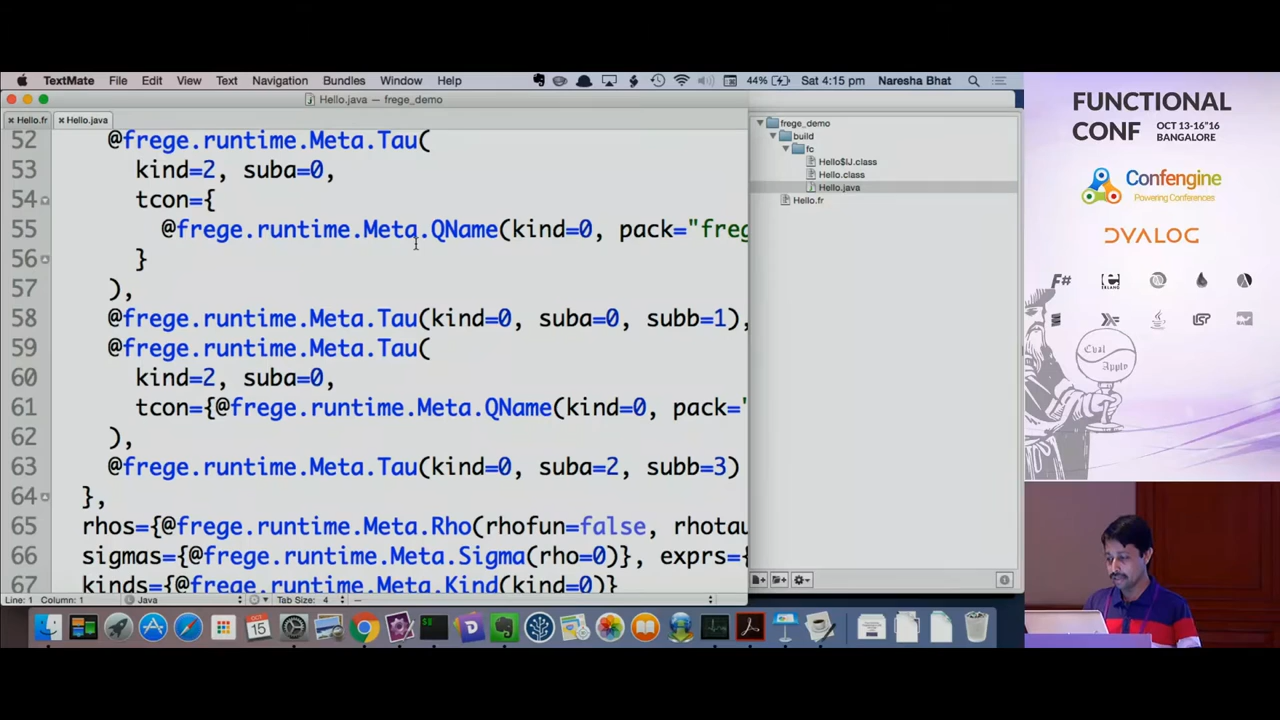 TextMate File Edit View Text Navigation Bundles Window Help 44% Sat 4:15 pm Naresha Bhat
Hello.java — frege_demo
Hello.fr Hello.java
52 @frege.runtime.Meta.Tau(
53 kind=2, suba=0,
54 tcon={
55 @frege.runtime.Meta.QName(kind=0, pack="freg
56 }
57 ),
58 @frege.runtime.Meta.Tau(kind=0, suba=0, subb=1),
59 @frege.runtime.Meta.Tau(
60 kind=2, suba=0,
61 tcon={@frege.runtime.Meta.QName(kind=0, pack="
62 ),
63 @frege.runtime.Meta.Tau(kind=0, suba=2, subb=3)
64 },
65 rhos={@frege.runtime.Meta.Rho(rhofun=false, rhotau
66 sigmas={@frege.runtime.Meta.Sigma(rho=0)}, exprs={
67 kinds={@frege.runtime.Meta.Kind(kind=0)}
Line: 1 Column: 1 Java Tab Size: 4 —
frege_demo
build
fc
Hello$IJ.class
Hello.class
Hello.java
Hello.fr
OCT
15
FUNCTIONAL
CONF OCT 13-16"16
BANGALORE
Confengine
Powering Conferences
DYALOG
F#
ERLANG
LISP
Eval
Apply